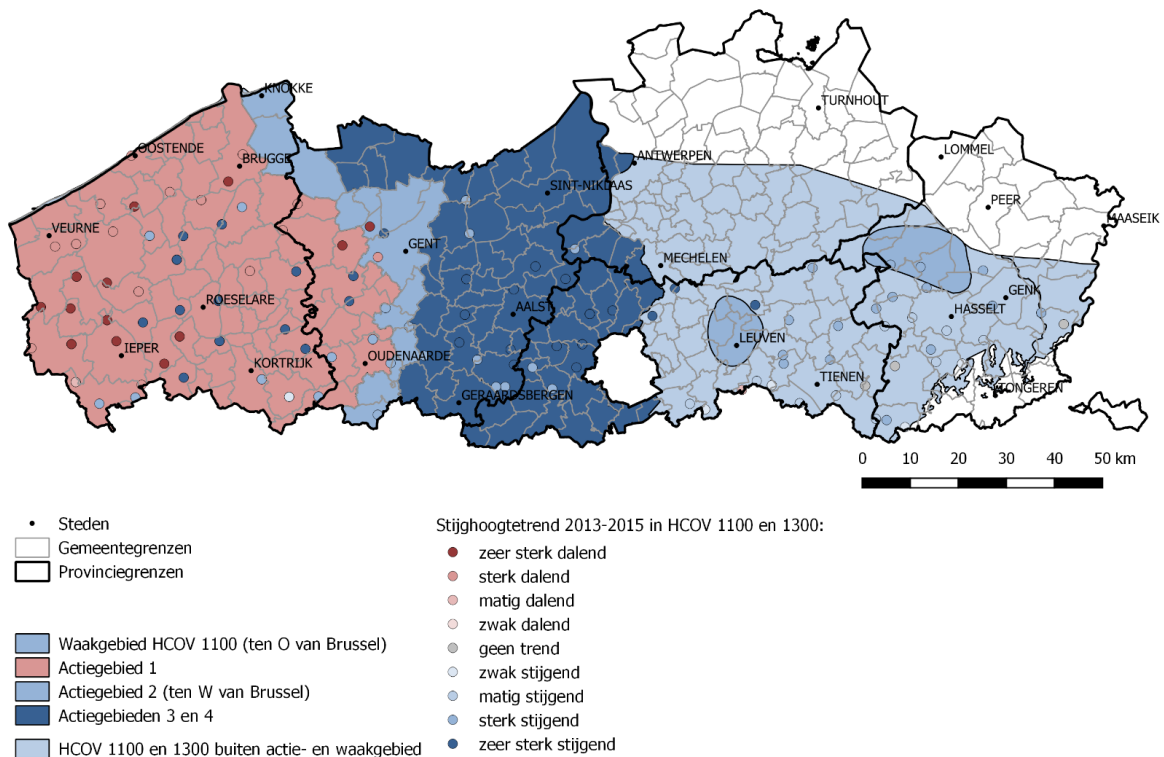 KNOKKE
TURNHOUT
OOSTENDE
BRUGGE
ANTWERPEN
LOMMEL
SINT-NIKLAAS
PEER
MAASEIK
VEURNE
GENT
MECHELEN
ROESELARE
AALST
GENK
HASSELT
IEPER
LEUVEN
KORTRIJK
OUDENAARDE
TIENEN
TONGEREN
GERAARDSBERGEN
0 10 20 30 40 50 km
Steden
Gemeentegrenzen
Provinciegrenzen
Waakgebied HCOV 1100 (ten O van Brussel)
Actiegebied 1
Actiegebied 2 (ten W van Brussel)
Actiegebieden 3 en 4
HCOV 1100 en 1300 buiten actie- en waakgebied
Stijghoogtetrend 2013-2015 in HCOV 1100 en 1300:
zeer sterk dalend
sterk dalend
matig dalend
zwak dalend
geen trend
zwak stijgend
matig stijgend
sterk stijgend
zeer sterk stijgend